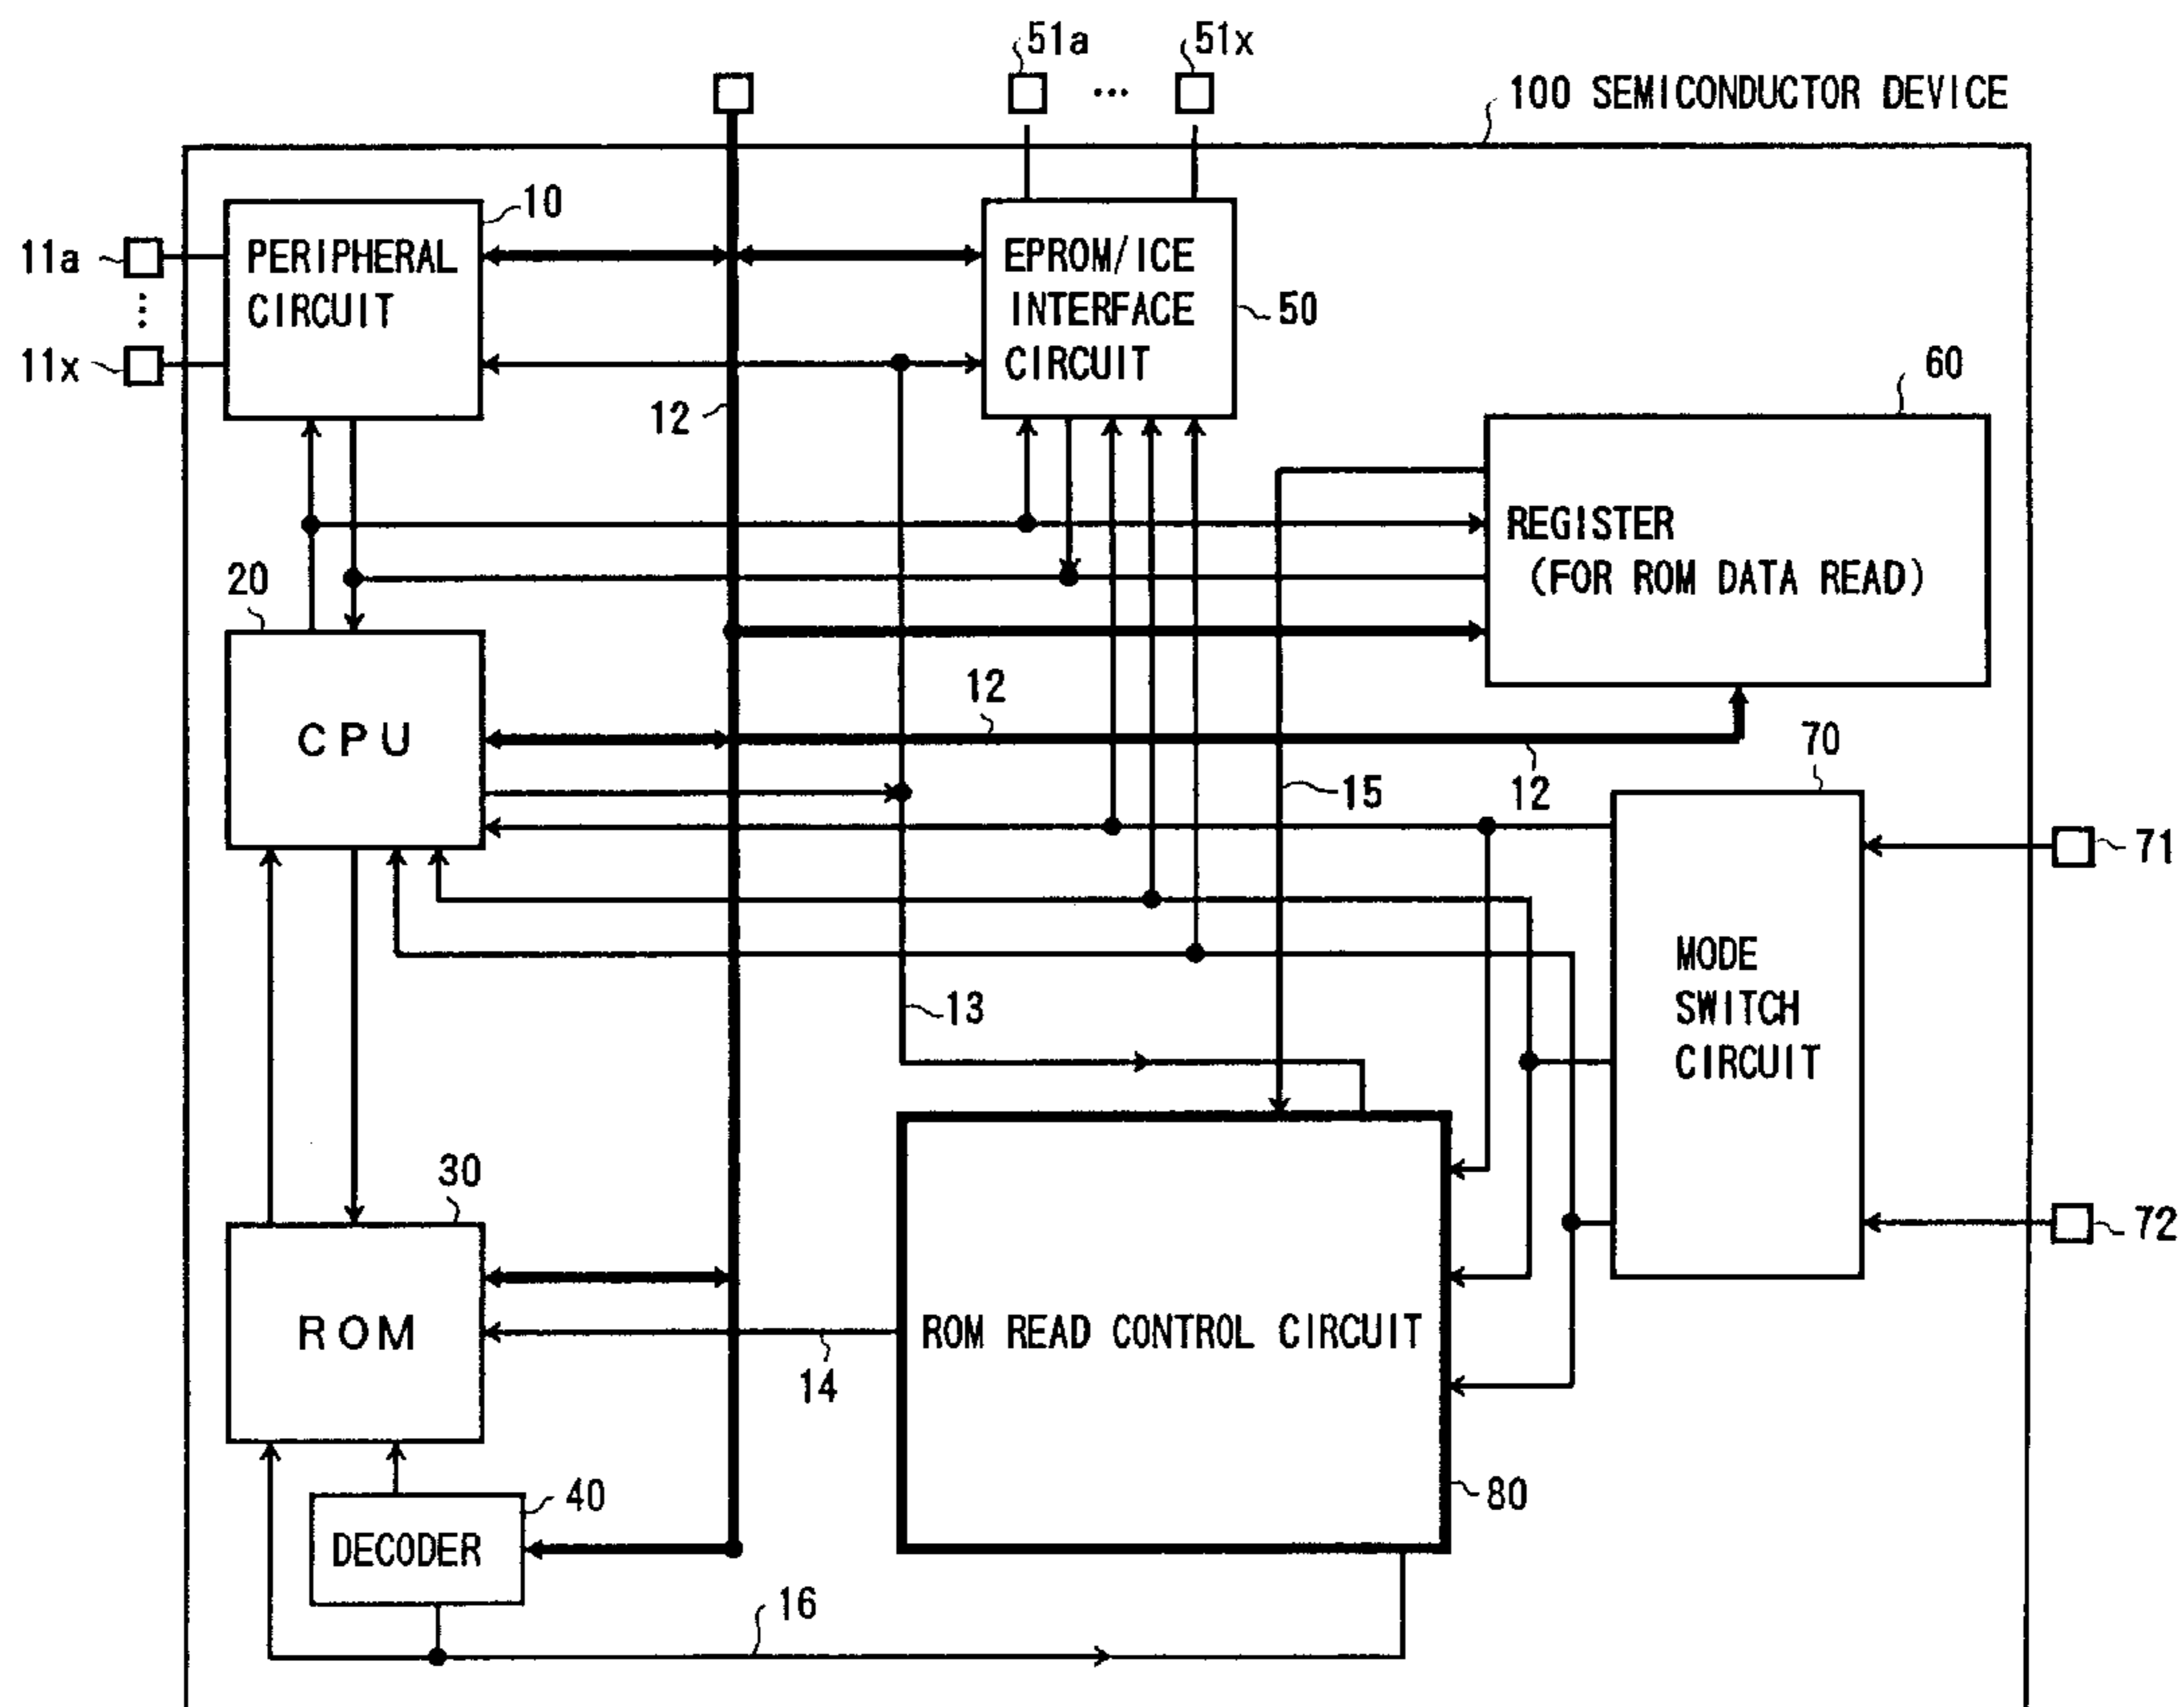 51a
...
51x
100 SEMICONDUCTOR DEVICE
10
11a
PERIPHERAL
CIRCUIT
EPROM/ICE
INTERFACE
CIRCUIT
50
11x
12
60
REGISTER
(FOR ROM DATA READ)
20
CPU
12
70
12
15
71
MODE
SWITCH
CIRCUIT
13
30
72
ROM
ROM READ CONTROL CIRCUIT
14
40
80
DECODER
16